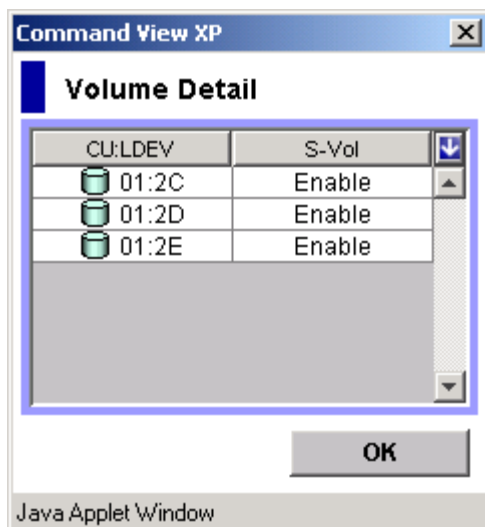 Command View XP
Volume Detail
CU:LDEV S-Vol
01:2C Enable
01:2D Enable
01:2E Enable
OK
Java Applet Window